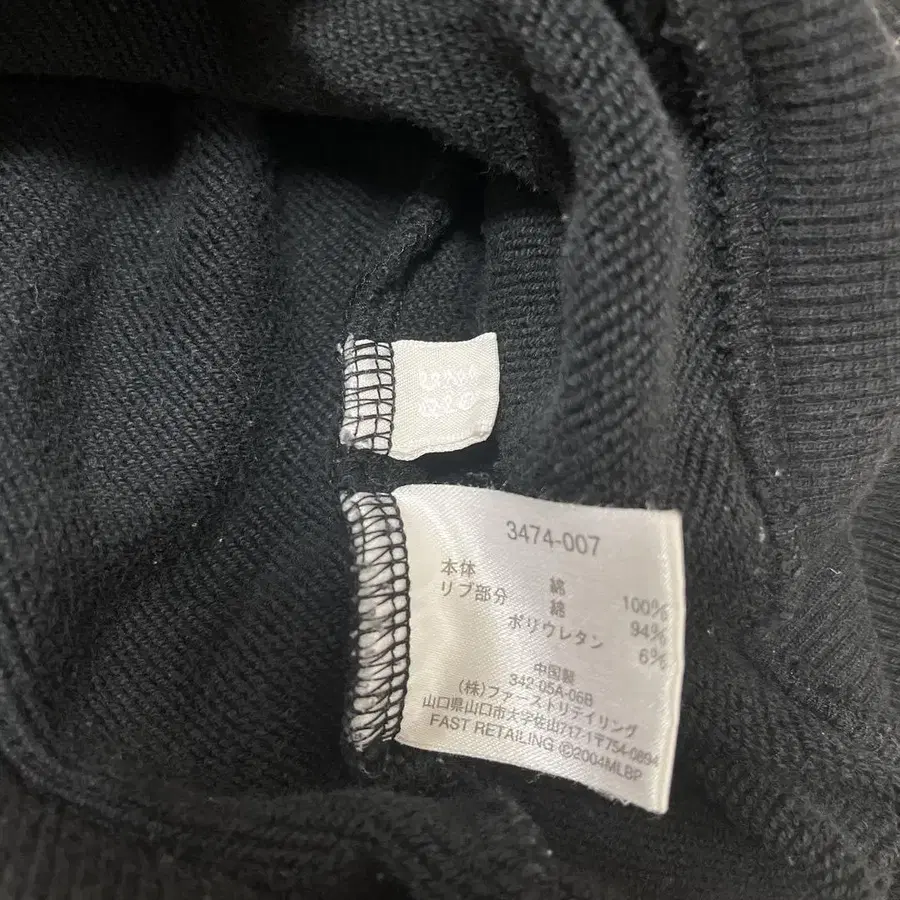 3474-007
本体 綿 100%
リブ部分 綿 94%
ポリウレタン 6%
中国製
342-05A-06B
(株)ファーストリテイリング
山口県山口市大字佐山717-1〒754-0894
FAST RETAILING ©2004MLBP